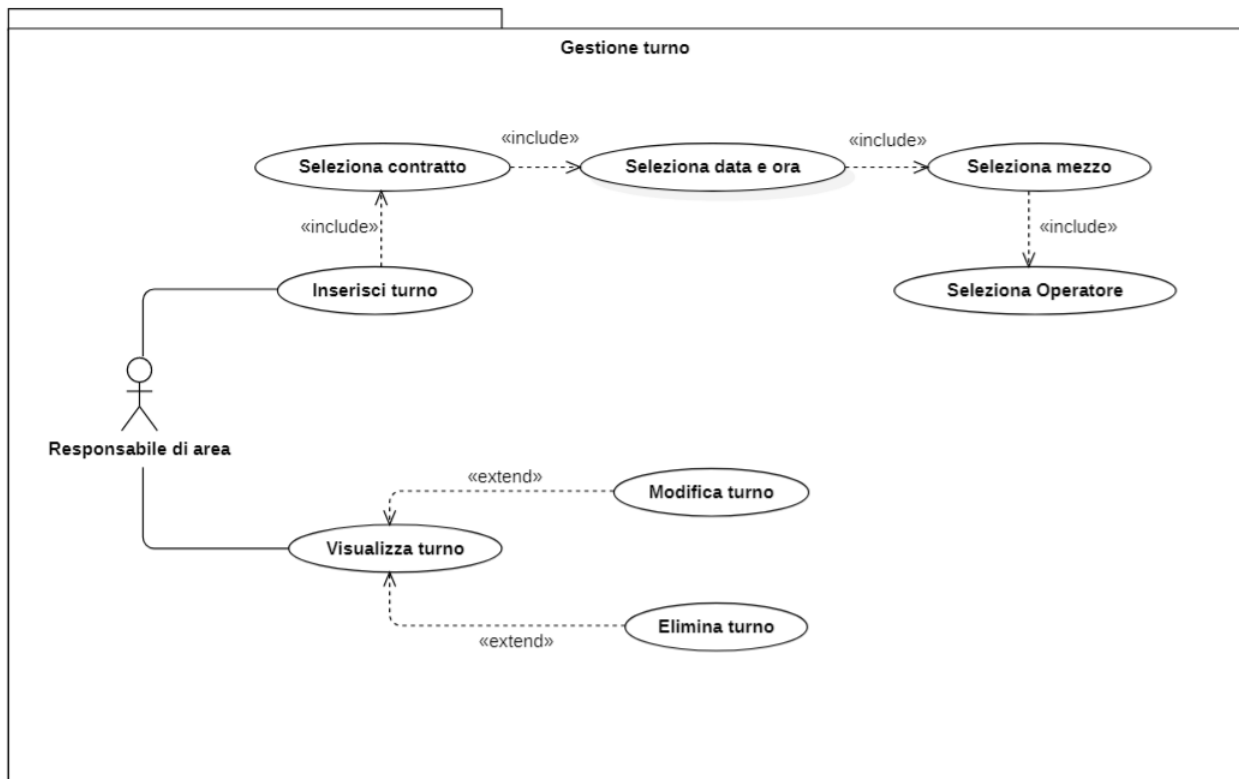 Gestione turno
«include»
«include»
Seleziona contratto
Seleziona data e ora
Seleziona mezzo
«include»
«include»
Inserisci turno
Seleziona Operatore
Responsabile di area
«extend»
Modifica turno
Visualizza turno
Elimina turno
«extend»